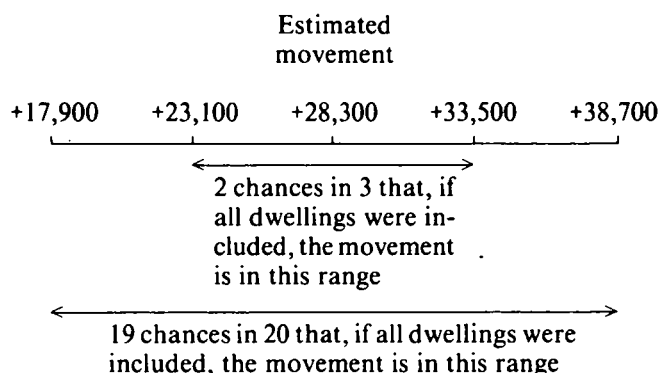 Estimated
movement
+17,900 +23,100 +28,300 +33,500 +38,700
2 chances in 3 that, if
all dwellings were in-
cluded, the movement
is in this range
19 chances in 20 that, if all dwellings were
included, the movement is in this range